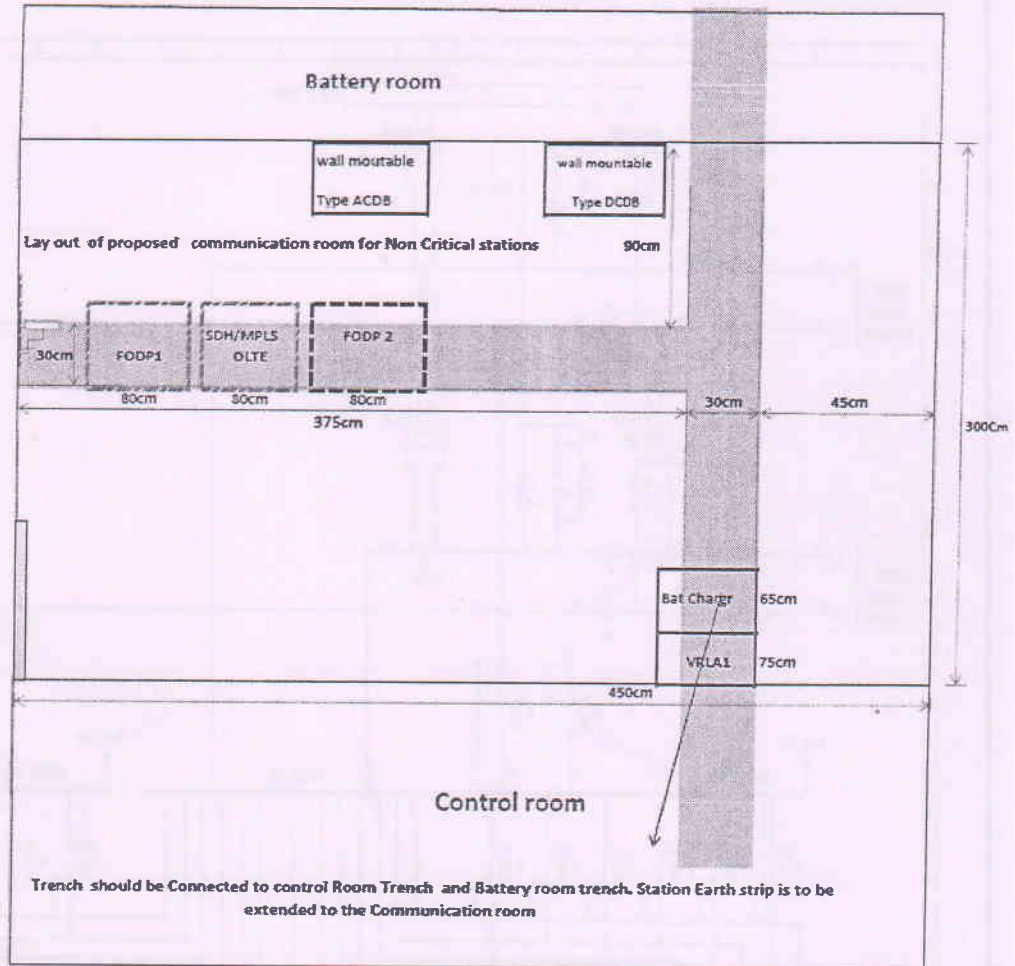 Battery room
wall moutable
Type ACDB
wall mountable
Type DCDB
Lay out of proposed communication room for Non Critical stations
90cm
30cm
FODP1
SDH/MPLS
OLTE
FODP 2
80cm
80cm
80cm
375cm
30cm
45cm
300Cm
Bat Chargr
65cm
VRLA1
75cm
450cm
Control room
Trench should be Connected to control Room Trench and Battery room trench. Station Earth strip is to be
extended to the Communication room